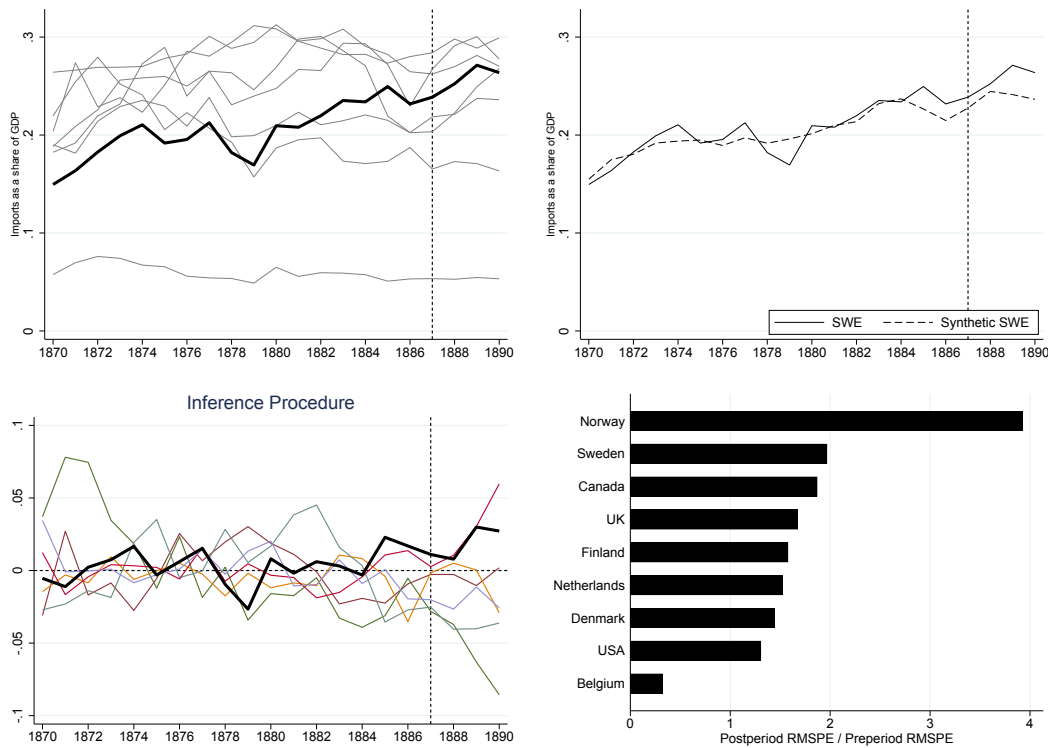 Imports as a share of GDP
.3
.2
.1
0
1870 1872 1874 1876 1878 1880 1882 1884 1886 1888 1890
Imports as a share of GDP
.3
.2
.1
0
SWE Synthetic SWE
1870 1872 1874 1876 1878 1880 1882 1884 1886 1888 1890
Inference Procedure
.1
.05
0
-.05
-.1
1870 1872 1874 1876 1878 1880 1882 1884 1886 1888 1890
Norway
Sweden
Canada
UK
Finland
Netherlands
Denmark
USA
Belgium
0 1 2 3 4
Postperiod RMSPE / Preperiod RMSPE